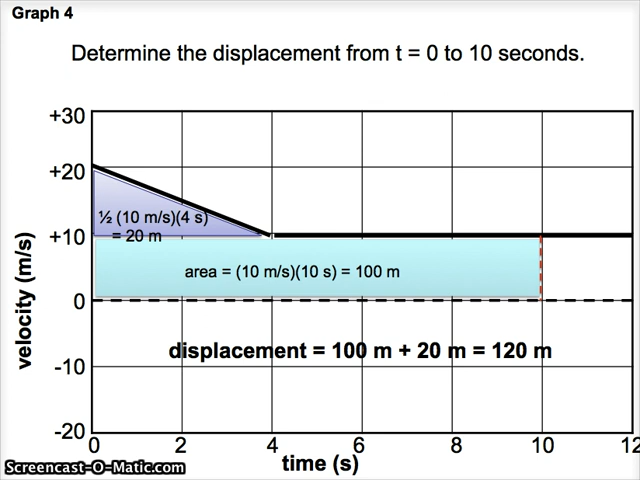 Graph 4
Determine the displacement from t = 0 to 10 seconds.
+30
+20
½ (10 m/s)(4 s)
= 20 m
+10
area = (10 m/s)(10 s) = 100 m
velocity (m/s)
0
displacement = 100 m + 20 m = 120 m
-10
-20
0 2 4 6 8 10 12
time (s)
Screencast-O-Matic.com